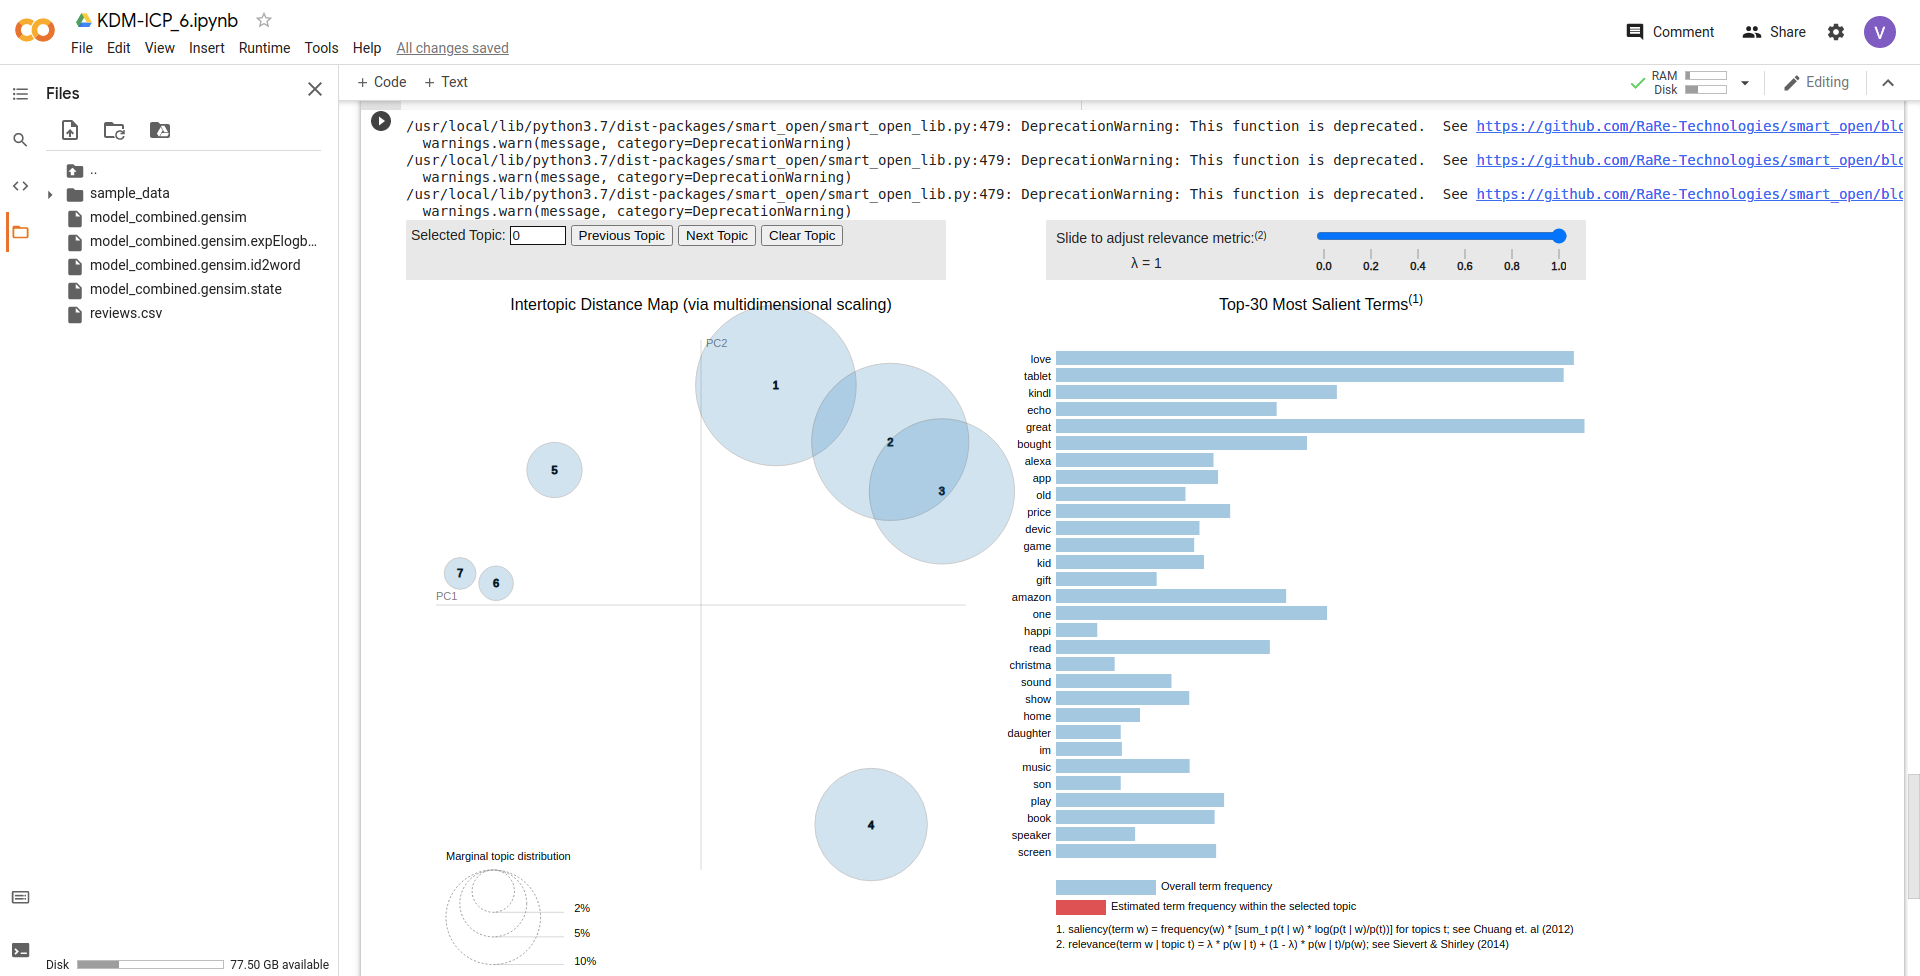 KDM-ICP_6.ipynb
File Edit View Insert Runtime Tools Help All changes saved
Comment
Share
V
Files
+ Code + Text
RAM
Disk
Editing
..
sample_data
model_combined.gensim
model_combined.gensim.expElogb...
model_combined.gensim.id2word
model_combined.gensim.state
reviews.csv
Disk 77.50 GB available
/usr/local/lib/python3.7/dist-packages/smart_open/smart_open_lib.py:479: DeprecationWarning: This function is deprecated. See https://github.com/RaRe-Technologies/smart_open/blo
warnings.warn(message, category=DeprecationWarning)
/usr/local/lib/python3.7/dist-packages/smart_open/smart_open_lib.py:479: DeprecationWarning: This function is deprecated. See https://github.com/RaRe-Technologies/smart_open/blo
warnings.warn(message, category=DeprecationWarning)
/usr/local/lib/python3.7/dist-packages/smart_open/smart_open_lib.py:479: DeprecationWarning: This function is deprecated. See https://github.com/RaRe-Technologies/smart_open/blo
warnings.warn(message, category=DeprecationWarning)
Selected Topic: 0 Previous Topic Next Topic Clear Topic
Slide to adjust relevance metric:(2)
λ = 1
0.0 0.2 0.4 0.6 0.8 1.0
Intertopic Distance Map (via multidimensional scaling)
PC2
1
2
5
3
7
6
PC1
4
Marginal topic distribution
2%
5%
10%
Top-30 Most Salient Terms(1)
love
tablet
kindl
echo
great
bought
alexa
app
old
price
devic
game
kid
gift
amazon
one
happi
read
christma
sound
show
home
daughter
im
music
son
play
book
speaker
screen
Overall term frequency
Estimated term frequency within the selected topic
1. saliency(term w) = frequency(w) * [sum_t p(t | w) * log(p(t | w)/p(t))] for topics t; see Chuang et. al (2012)
2. relevance(term w | topic t) = λ * p(w | t) + (1 - λ) * p(w | t)/p(w); see Sievert & Shirley (2014)